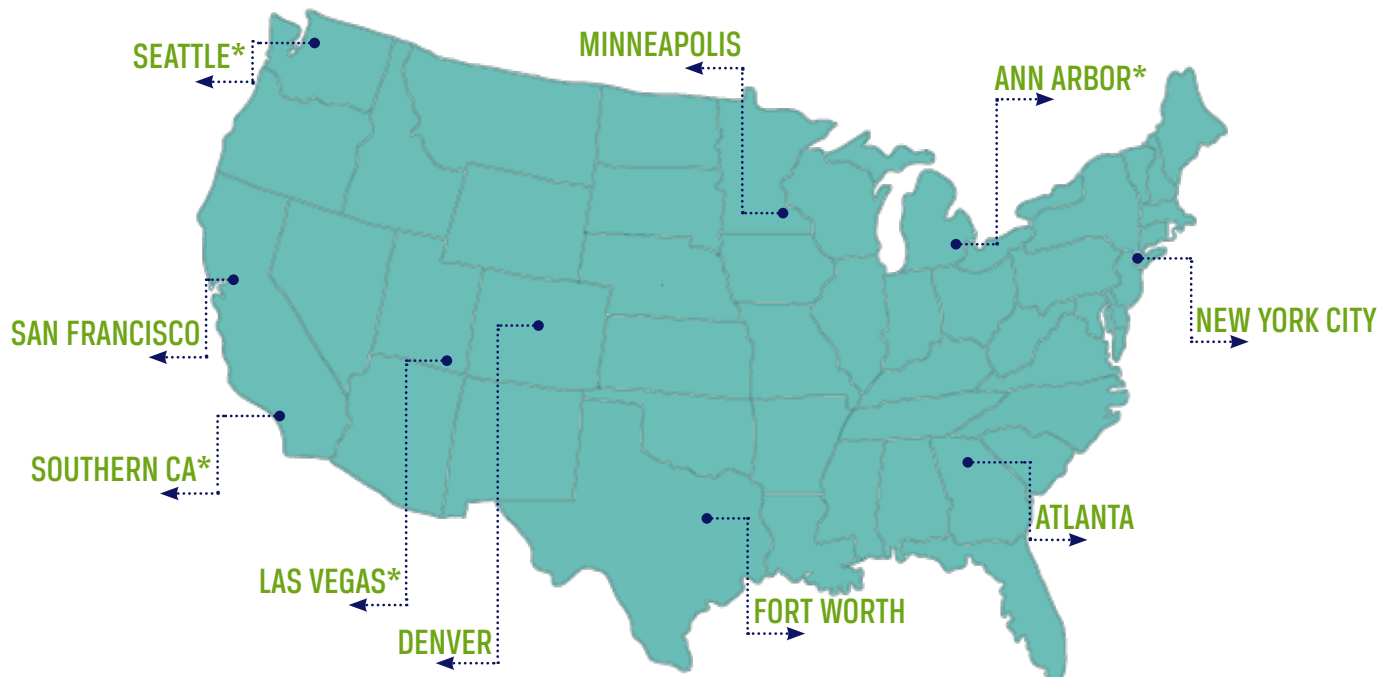 MINNEAPOLIS
SEATTLE*
ANN ARBOR*
SAN FRANCISCO
NEW YORK CITY
SOUTHERN CA*
ATLANTA
LAS VEGAS*
FORT WORTH
DENVER